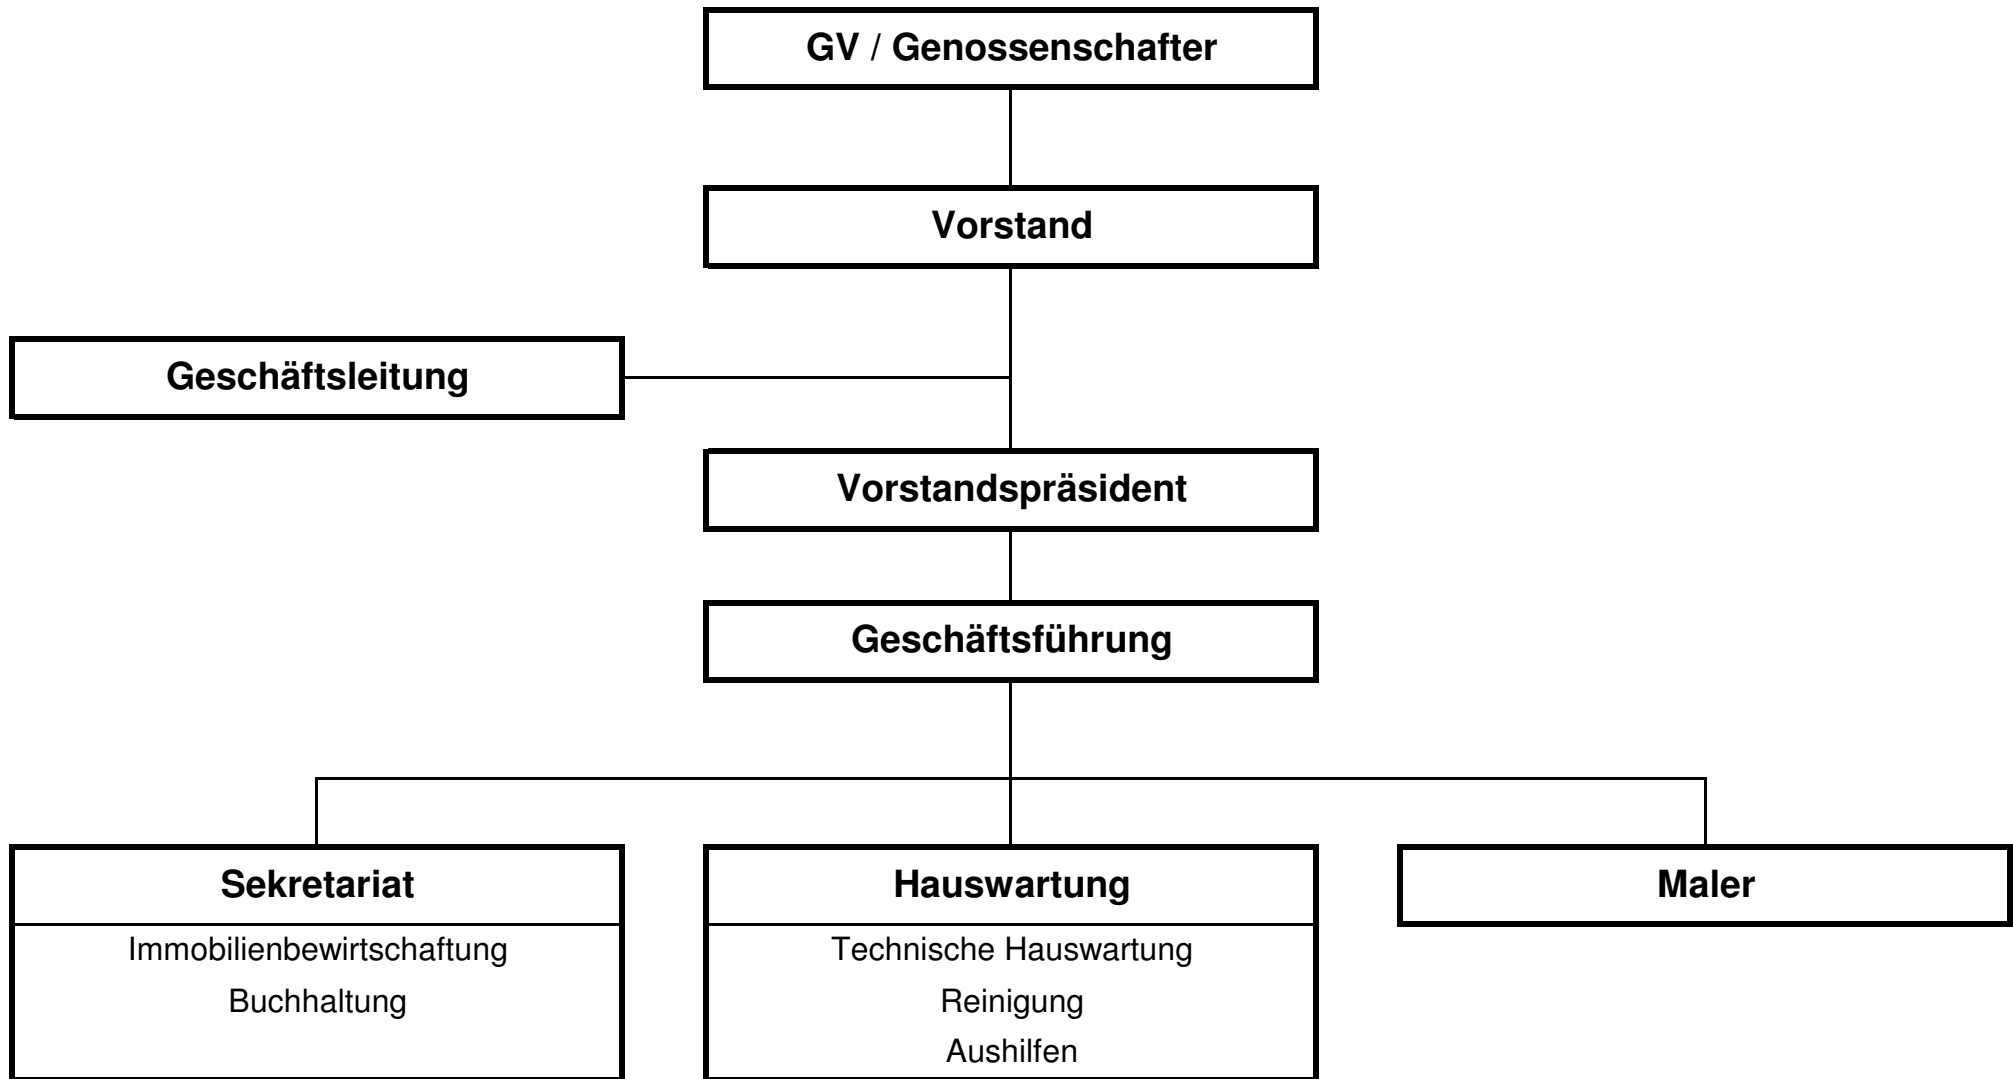 GV / Genossenschafter
Vorstand
Geschäftsleitung
Vorstandspräsident
Geschäftsführung
Sekretariat
Immobilienbewirtschaftung
Buchhaltung
Hauswartung
Technische Hauswartung
Reinigung
Aushilfen
Maler